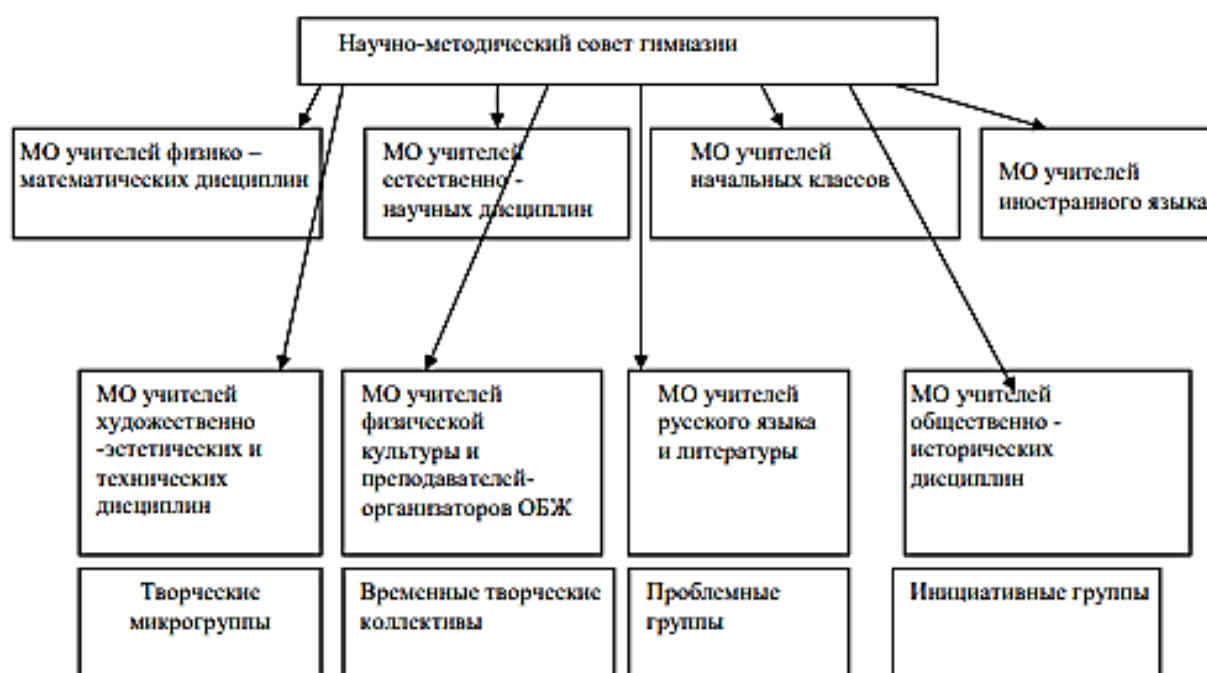 Научно-методический совет гимназии
МО учителей физико –
математических дисциплин
МО учителей
естественно -
научных дисциплин
МО учителей
начальных классов
МО учителей
иностранного языка
МО учителей
художественно
-эстетических и
технических
дисциплин
МО учителей
физической
культуры и
преподавателей-
организаторов ОБЖ
МО учителей
русского языка
и литературы
МО учителей
общественно -
исторических
дисциплин
Творческие
микрогруппы
Временные творческие
коллективы
Проблемные
группы
Инициативные группы